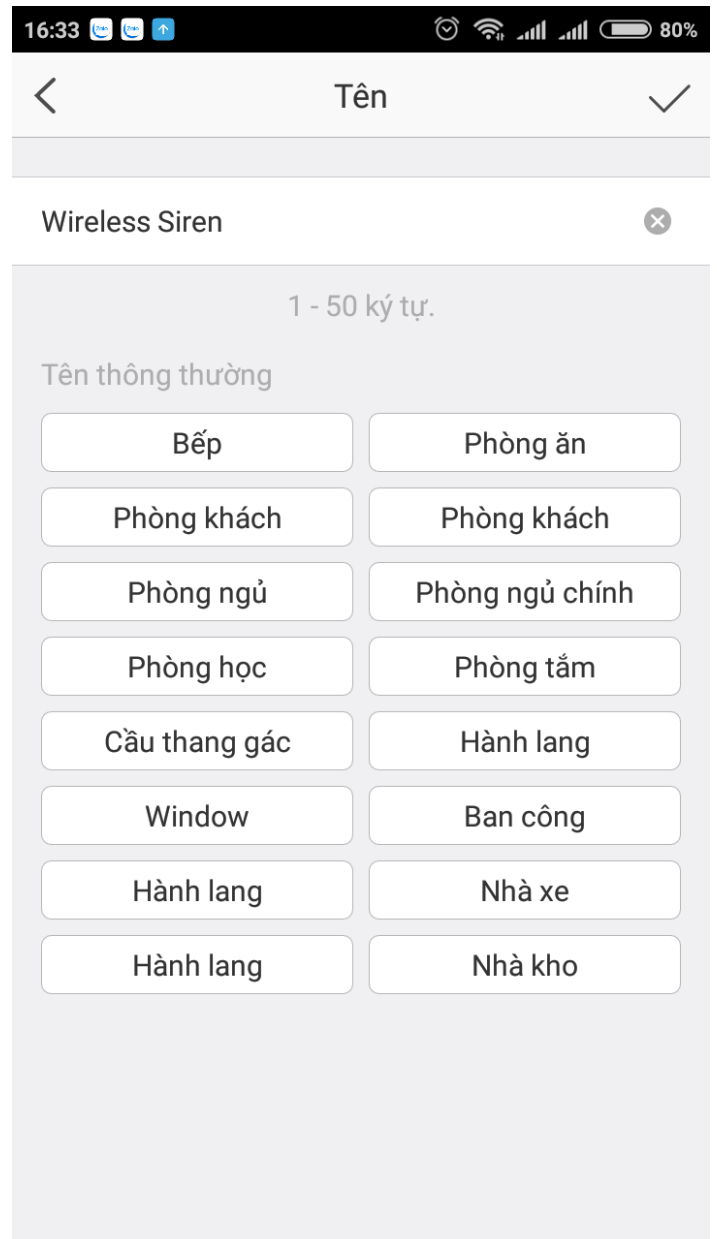 16:33 Zalo Zalo 80%
Tên
Wireless Siren
1 - 50 ký tự.
Tên thông thường
Bếp Phòng ăn
Phòng khách Phòng khách
Phòng ngủ Phòng ngủ chính
Phòng học Phòng tắm
Cầu thang gác Hành lang
Window Ban công
Hành lang Nhà xe
Hành lang Nhà kho